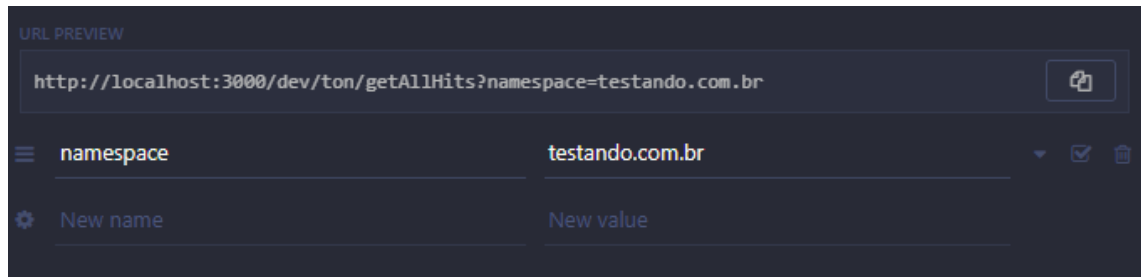 URL PREVIEW
http://localhost:3000/dev/ton/getAllHits?namespace=testando.com.br
namespace testando.com.br
New name New value